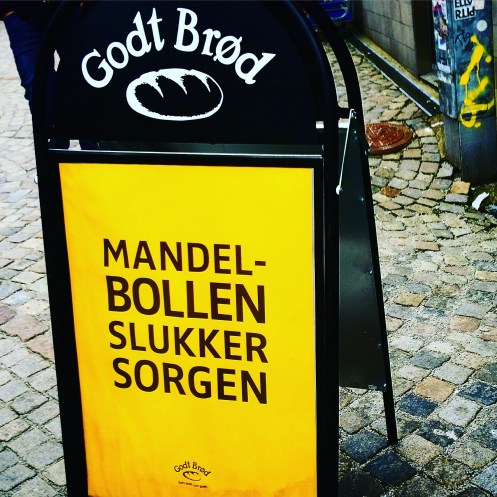 Godt Brød
MANDEL-
BOLLEN
SLUKKER
SORGEN
Godt Brød